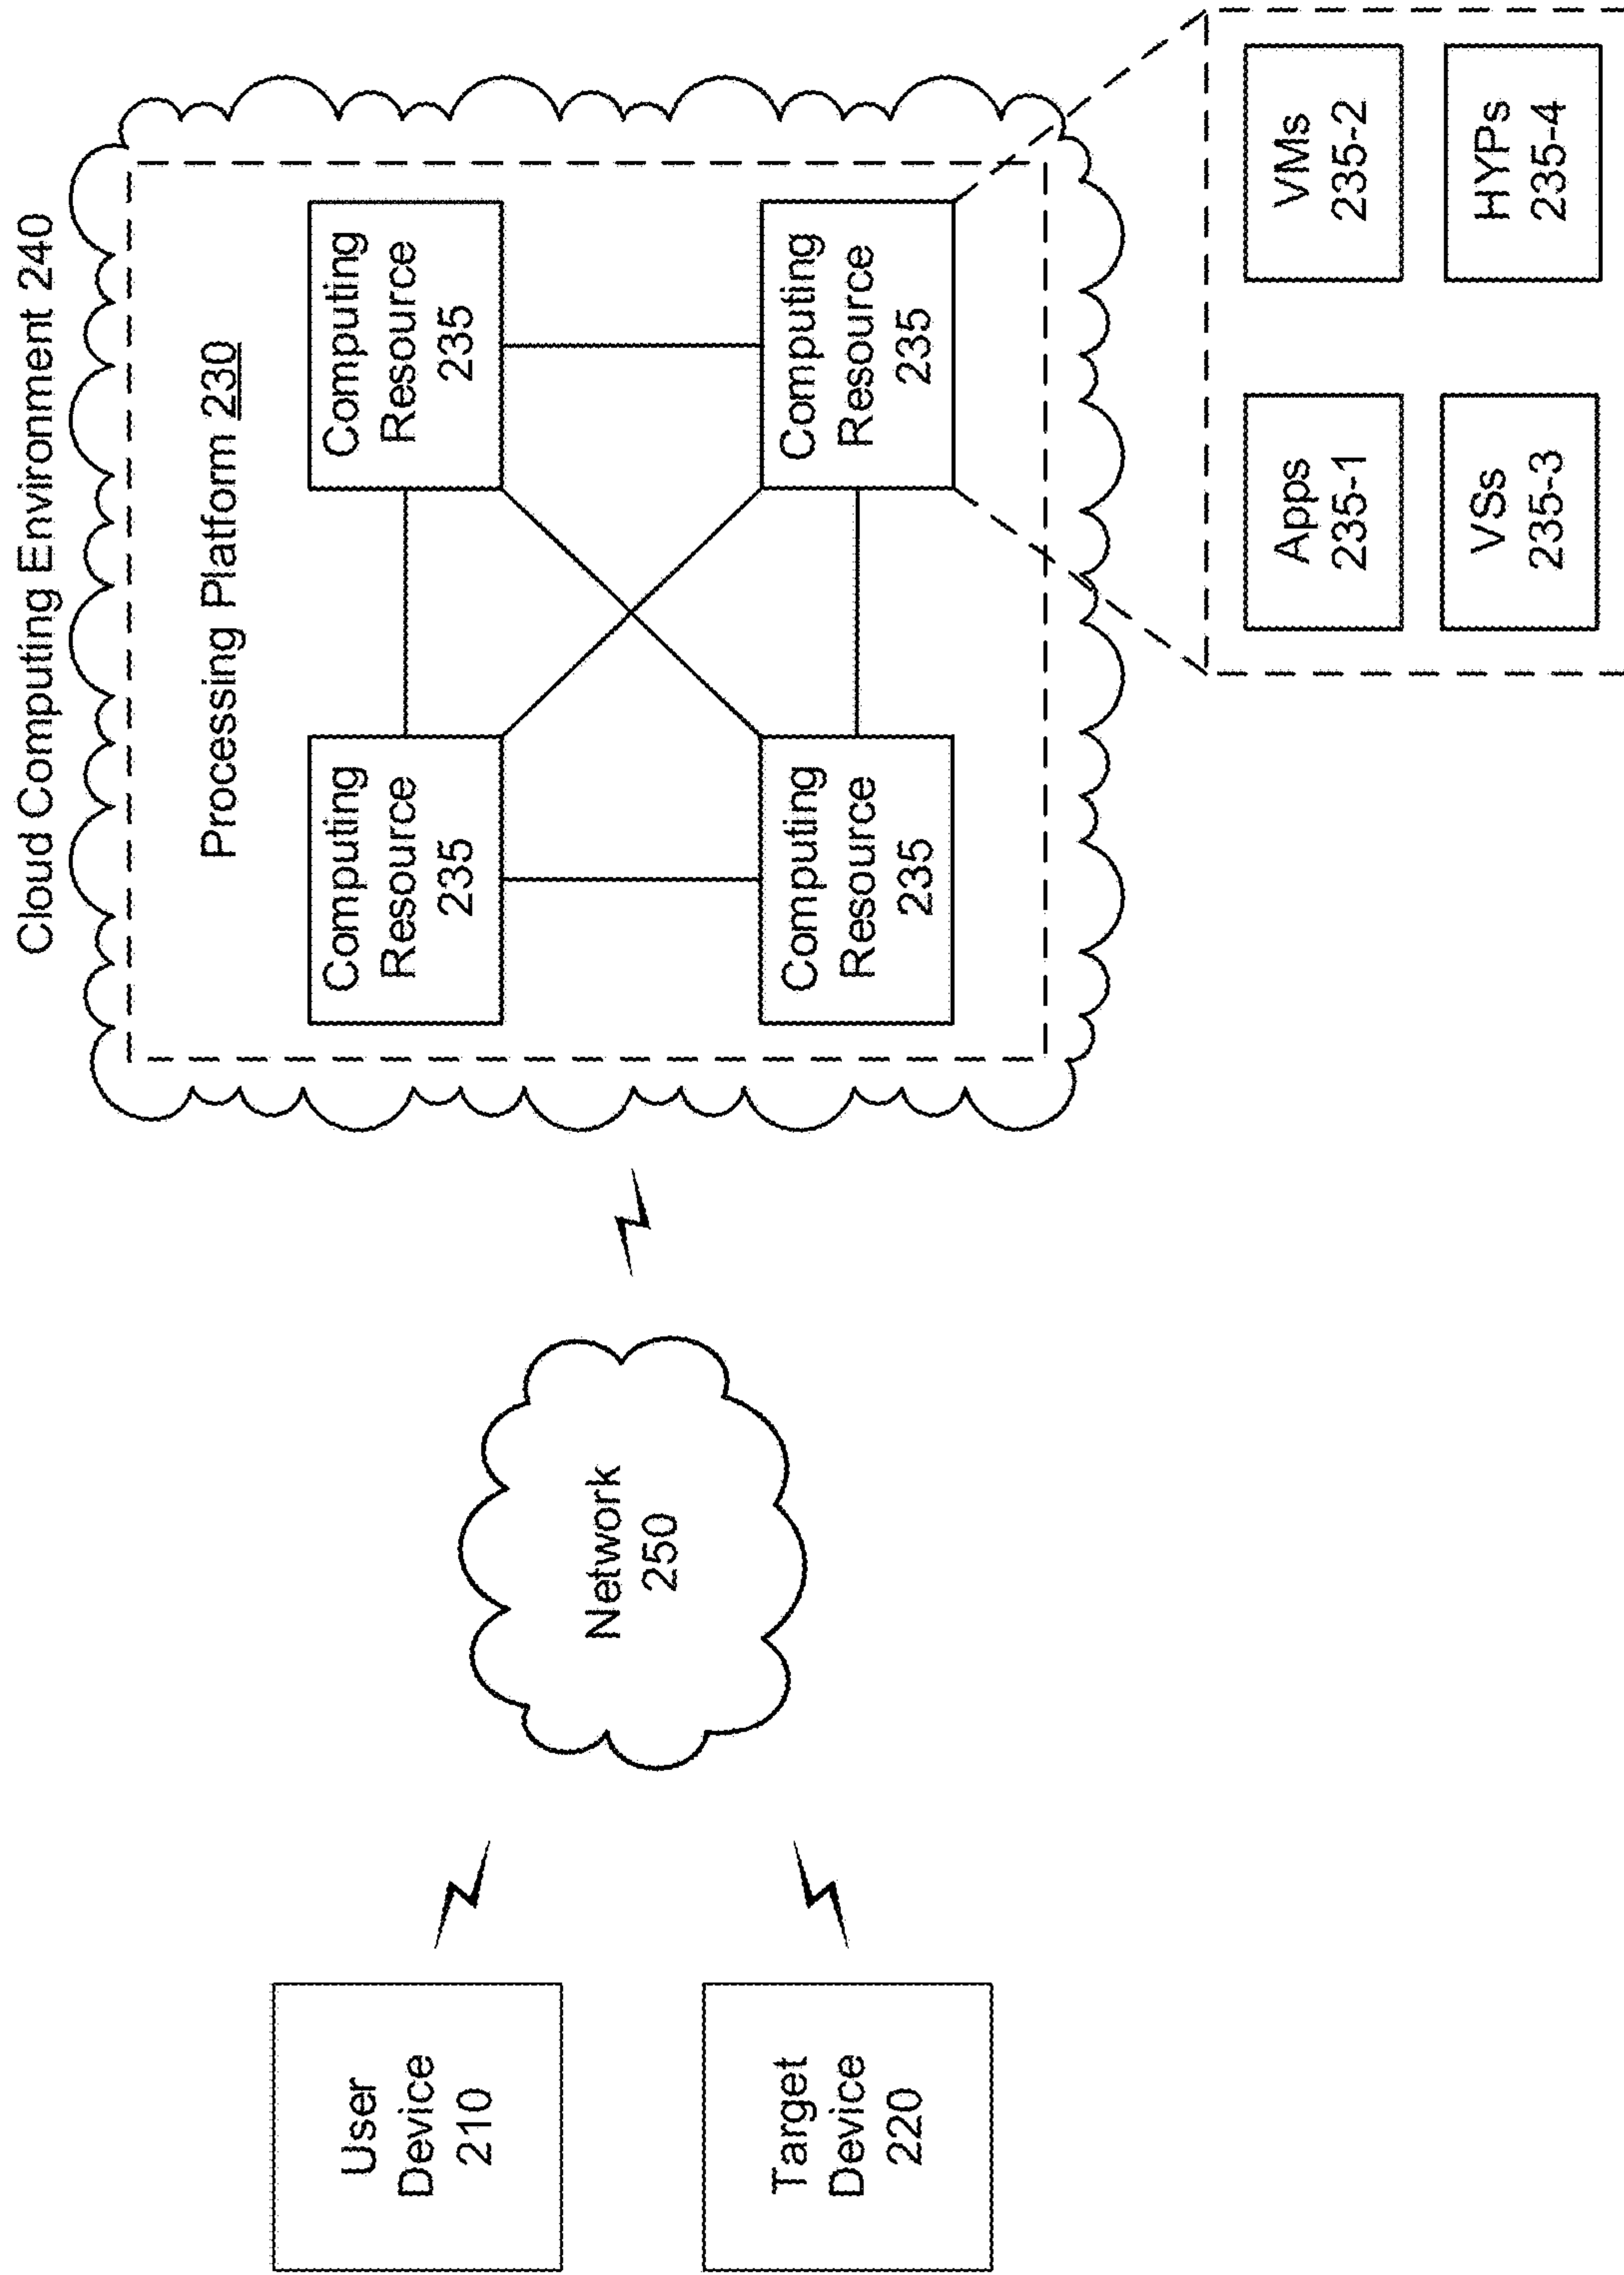 Cloud Computing Environment 240
Processing Platform 230
Computing
Resource
235
Computing
Resource
235
Computing
Resource
235
Computing
Resource
235
User
Device
210
Network
250
Target
Device
220
Apps
235-1
VMs
235-2
VSs
235-3
HYPs
235-4